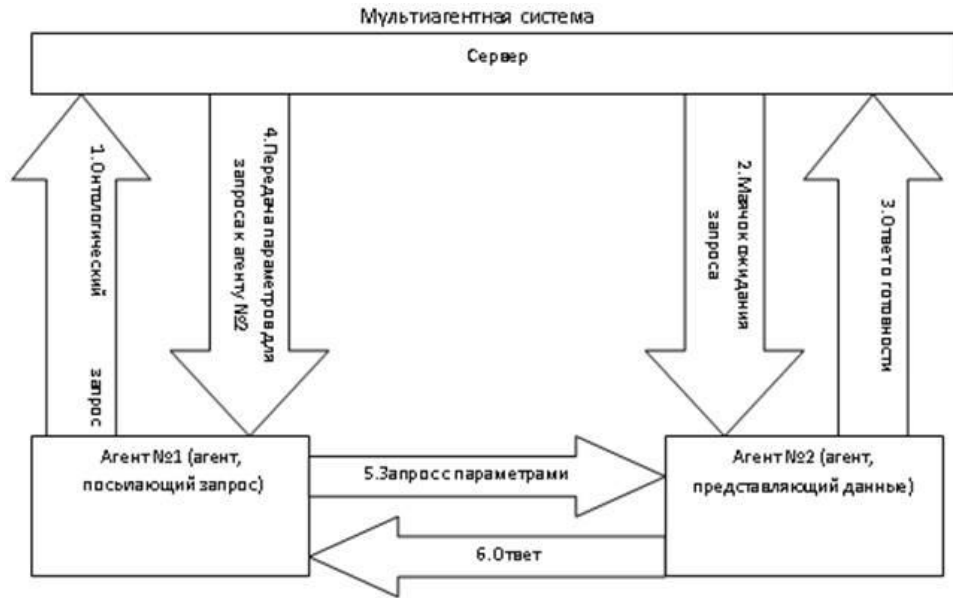 Мультиагентная система
Сервер
1.Онтологический
запрос
4.Передача параметров для
запроса к агенту №2
2.Маячок ожидания
запроса
3.Ответ о готовности
Агент №1 (агент,
посылающий запрос)
5.Запрос с параметрами
6.Ответ
Агент №2 (агент,
представляющий данные)